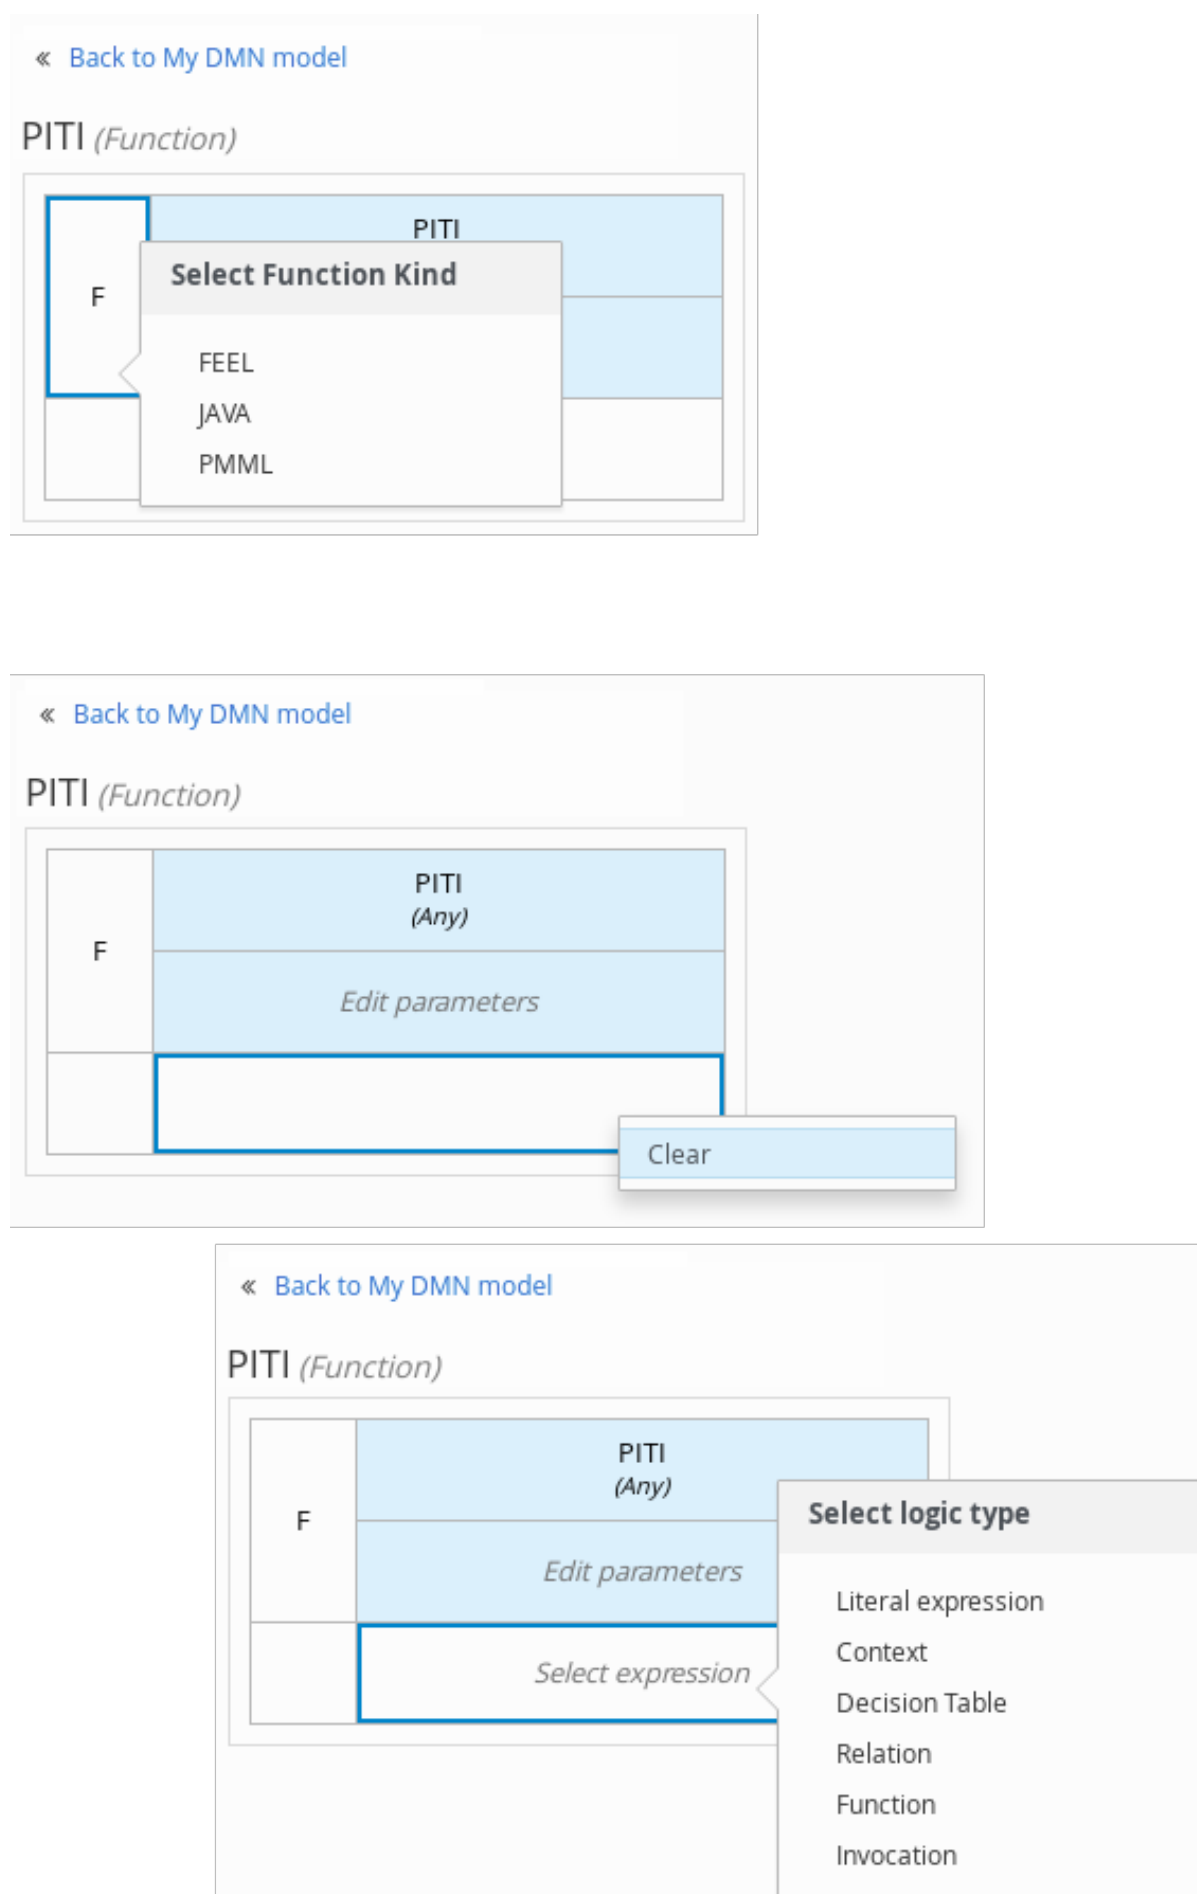 « Back to My DMN model
PITI (Function)
PITI
F
Select Function Kind
FEEL
JAVA
PMML
« Back to My DMN model
PITI (Function)
PITI
(Any)
F
Edit parameters
Clear
« Back to My DMN model
PITI (Function)
PITI
(Any)
F
Edit parameters
Select expression
Select logic type
Literal expression
Context
Decision Table
Relation
Function
Invocation